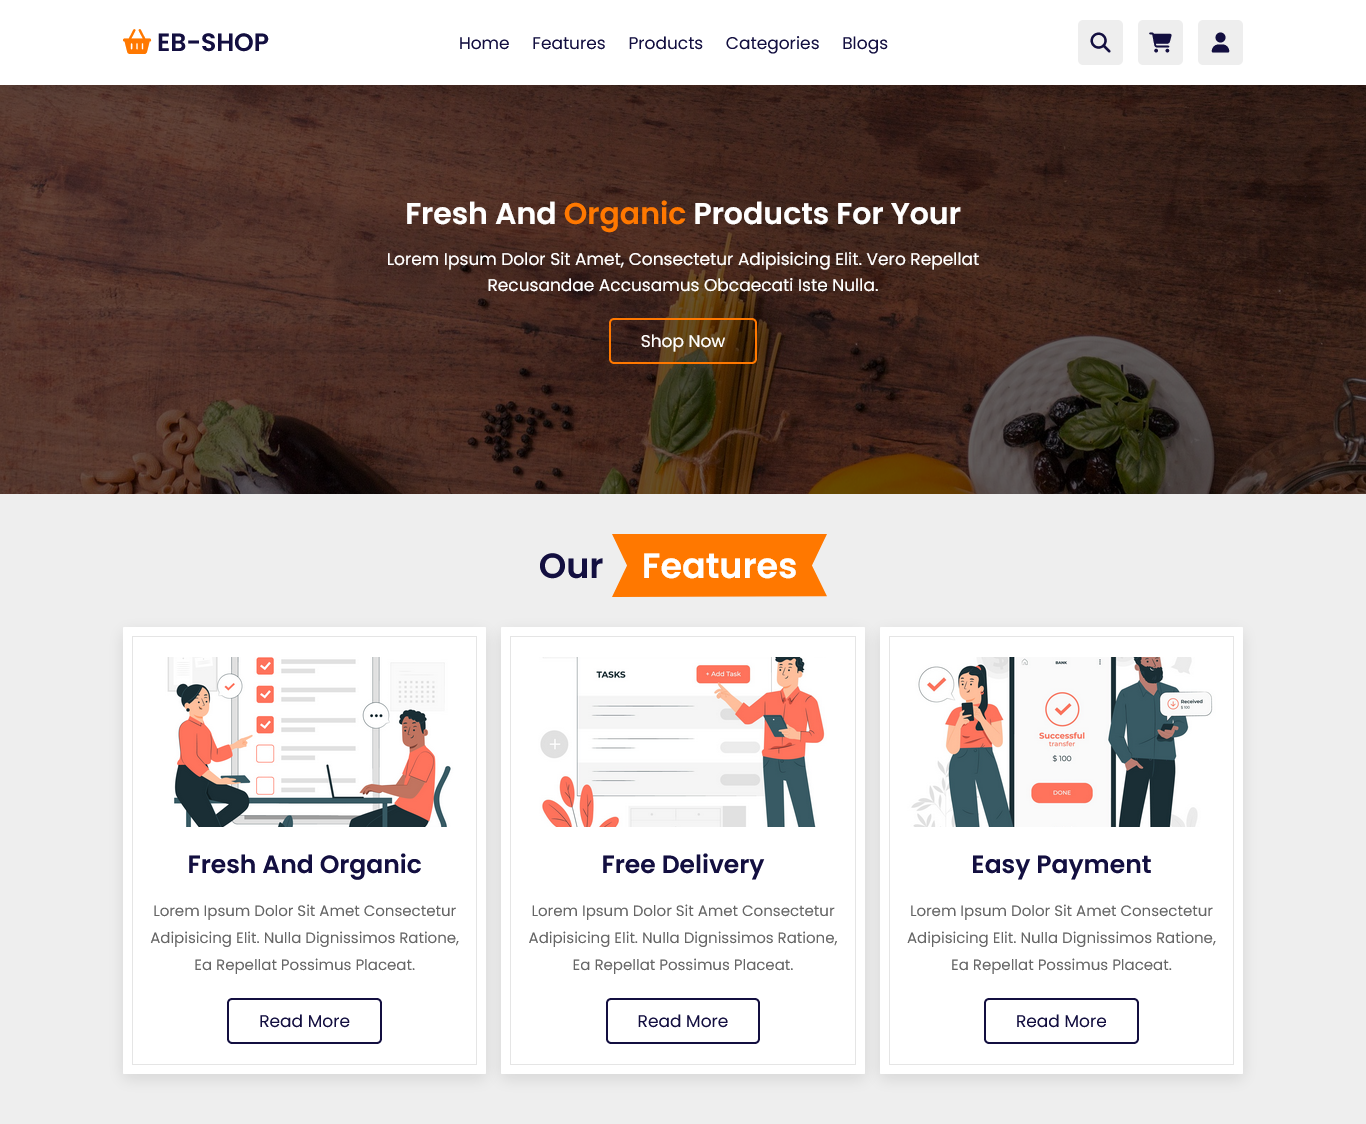 EB-SHOP
Home Features Products Categories Blogs
Fresh And Organic Products For Your
Lorem Ipsum Dolor Sit Amet, Consectetur Adipisicing Elit. Vero Repellat
Recusandae Accusamus Obcaecati Iste Nulla.
Shop Now
Our Features
TASKS
+ Add Task
BANK
Received
$ 100
Successful
transfer
$ 100
DONE
Fresh And Organic
Lorem Ipsum Dolor Sit Amet Consectetur
Adipisicing Elit. Nulla Dignissimos Ratione,
Ea Repellat Possimus Placeat.
Read More
Free Delivery
Lorem Ipsum Dolor Sit Amet Consectetur
Adipisicing Elit. Nulla Dignissimos Ratione,
Ea Repellat Possimus Placeat.
Read More
Easy Payment
Lorem Ipsum Dolor Sit Amet Consectetur
Adipisicing Elit. Nulla Dignissimos Ratione,
Ea Repellat Possimus Placeat.
Read More